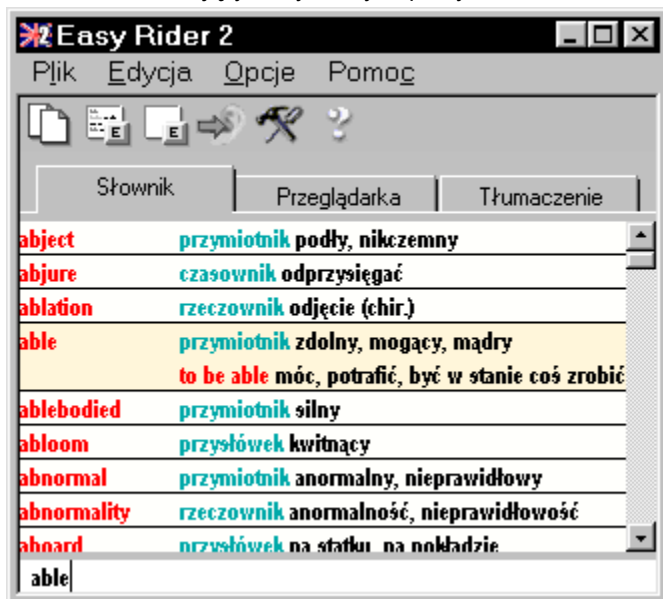 Easy Rider 2
Plik Edycja Opcje Pomoc
Słownik Przeglądarka Tłumaczenie
abject przymiotnik podły, nikczemny
abjure czasownik odprzysięgać
ablation rzeczownik odjęcie (chir.)
able przymiotnik zdolny, mogący, mądry
to be able móc, potrafić, być w stanie coś zrobić
ablebodied przymiotnik silny
abloom przysłówek kwitnący
abnormal przymiotnik anormalny, nieprawidłowy
abnormality rzeczownik anormalność, nieprawidłowość
aboard przysłówek na statku, na pokładzie
able